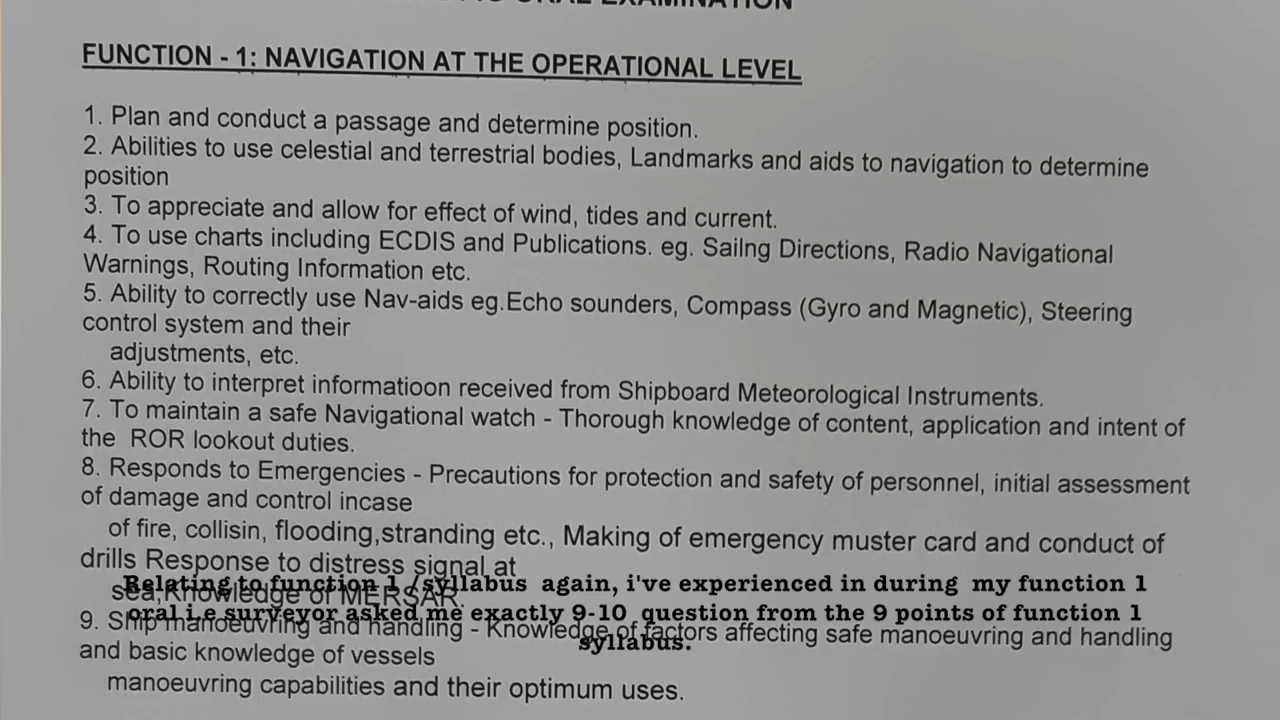 ORAL EXAMINATION
FUNCTION - 1: NAVIGATION AT THE OPERATIONAL LEVEL
1. Plan and conduct a passage and determine position.
2. Abilities to use celestial and terrestrial bodies, Landmarks and aids to navigation to determine
position
3. To appreciate and allow for effect of wind, tides and current.
4. To use charts including ECDIS and Publications. eg. Sailng Directions, Radio Navigational
Warnings, Routing Information etc.
5. Ability to correctly use Nav-aids eg.Echo sounders, Compass (Gyro and Magnetic), Steering
control system and their
adjustments, etc.
6. Ability to interpret informatioon received from Shipboard Meteorological Instruments.
7. To maintain a safe Navigational watch - Thorough knowledge of content, application and intent of
the ROR lookout duties.
8. Responds to Emergencies - Precautions for protection and safety of personnel, initial assessment
of damage and control incase
of fire, collisin, flooding,stranding etc., Making of emergency muster card and conduct of
drills Response to distress signal at
sea,Knowledge of MERSAR.
9. Ship manoeuvring and handling - Knowledge of factors affecting safe manoeuvring and handling
and basic knowledge of vessels
manoeuvring capabilities and their optimum uses.
Relating to function 1 /syllabus again, i've experienced in during my function 1
oral i.e surveyor asked me exactly 9-10 question from the 9 points of function 1
syllabus.